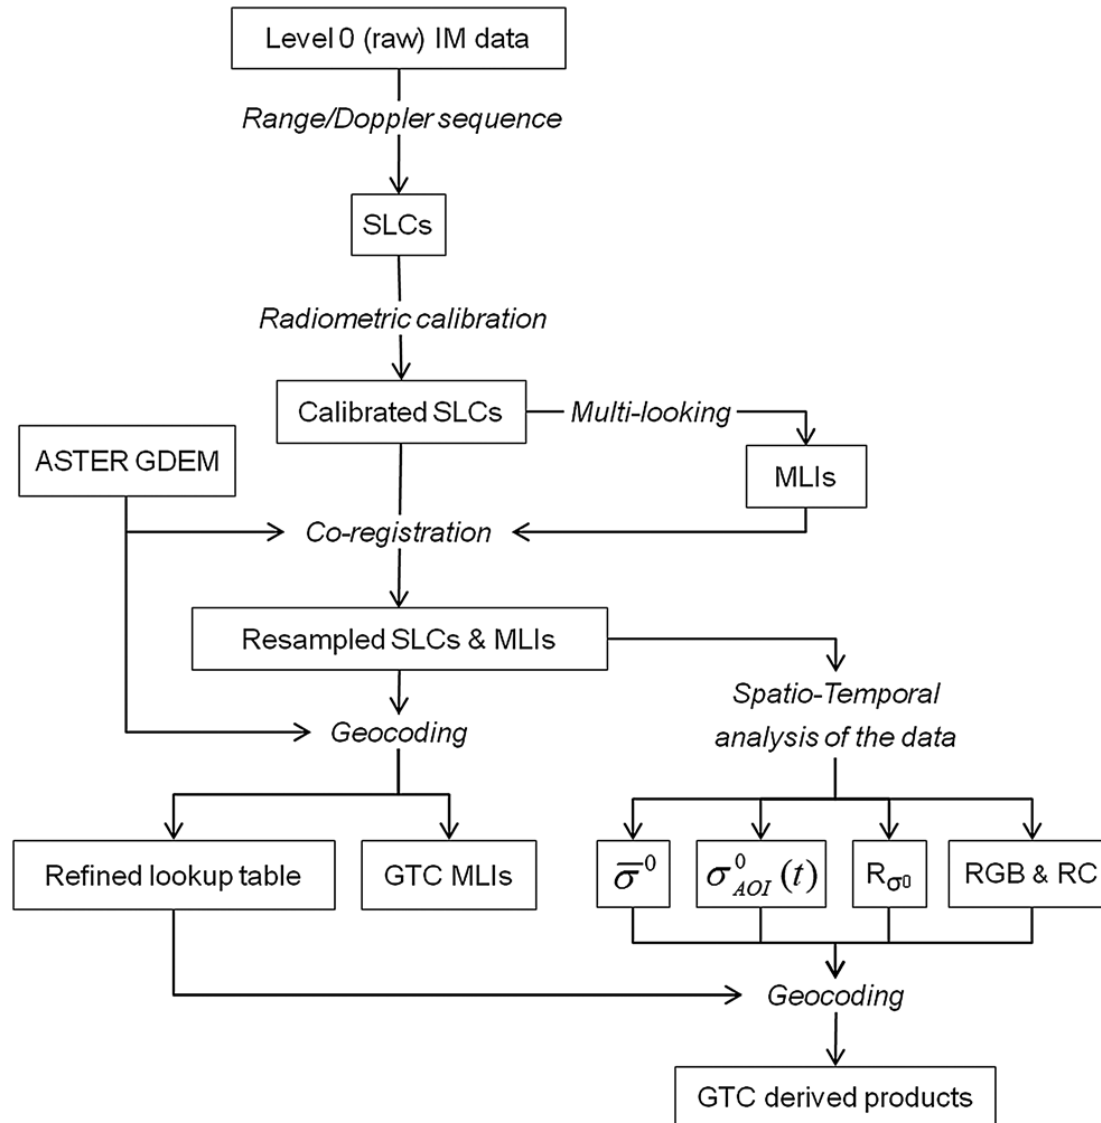 Level 0 (raw) IM data
Range/Doppler sequence
SLCs
Radiometric calibration
Calibrated SLCs
Multi-looking
ASTER GDEM
MLIs
Co-registration
Resampled SLCs & MLIs
Spatio-Temporal
analysis of the data
Geocoding
Refined lookup table
GTC MLIs
σ̅⁰
σ⁰_AOI (t)
R_σ⁰
RGB & RC
Geocoding
GTC derived products